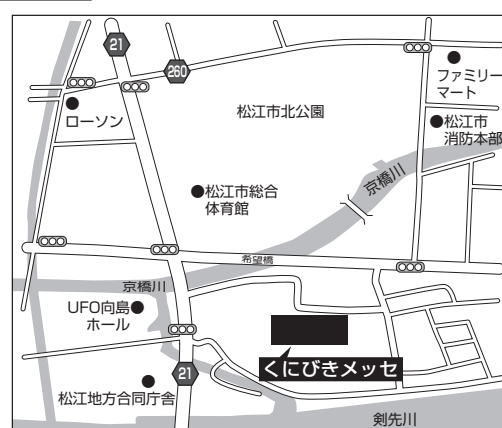 21
260
ファミリー
マート
ローソン
松江市北公園
松江市
消防本部
京橋川
松江市総合
体育館
希望橋
京橋川
UFO向島
ホール
くにびきメッセ
21
松江地方合同庁舎
剣先川